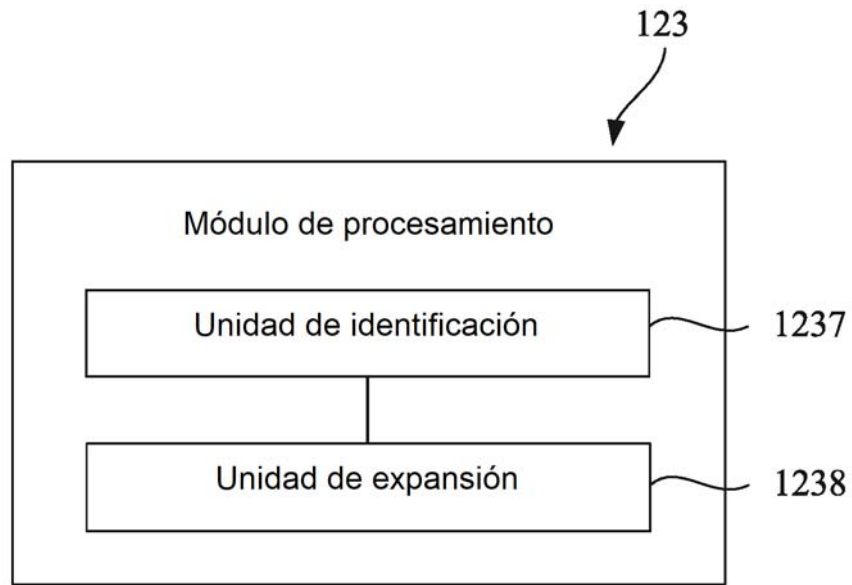 123
Módulo de procesamiento
Unidad de identificación
1237
Unidad de expansión
1238